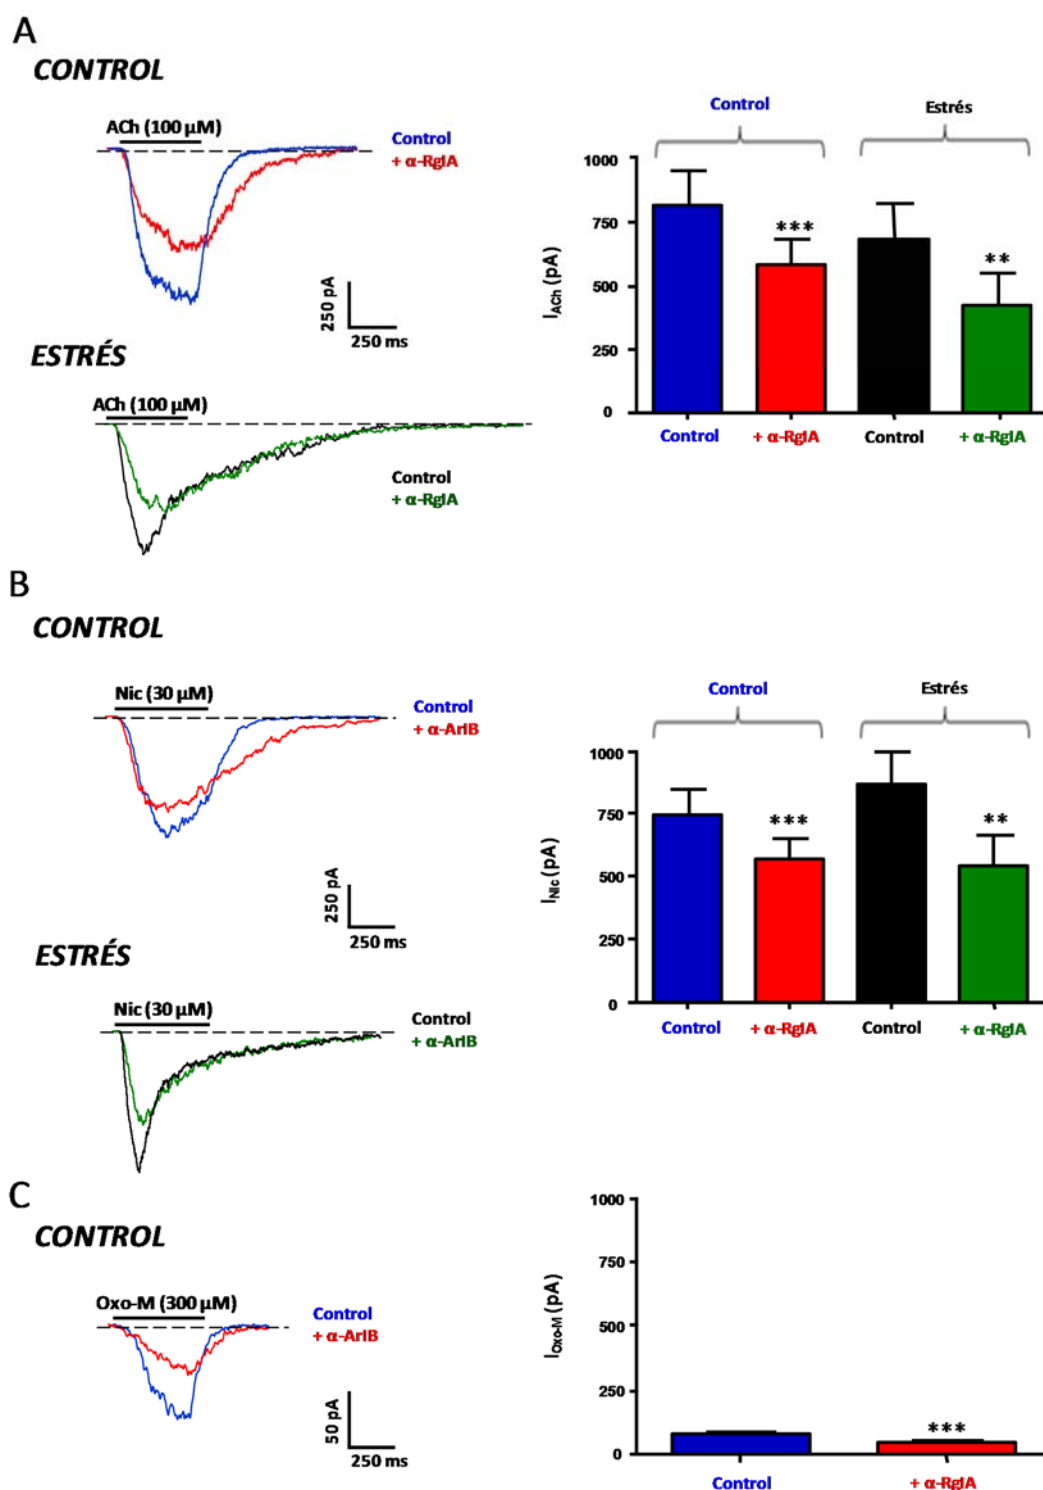 A
CONTROL
ACh (100 µM)
Control
+ α-RgIA
250 pA
250 ms
ESTRÉS
ACh (100 µM)
Control
+ α-RgIA
Control
Estrés
1000
750
500
250
0
I_ACh (pA)
***
**
Control
+ α-RgIA
Control
+ α-RgIA
B
CONTROL
Nic (30 µM)
Control
+ α-ArIB
250 pA
250 ms
ESTRÉS
Nic (30 µM)
Control
+ α-ArIB
Control
Estrés
1000
750
500
250
0
I_Nic (pA)
***
**
Control
+ α-RgIA
Control
+ α-RgIA
C
CONTROL
Oxo-M (300 µM)
Control
+ α-ArIB
50 pA
250 ms
1000
750
500
250
0
I_Oxo-M (pA)
***
Control
+ α-RgIA